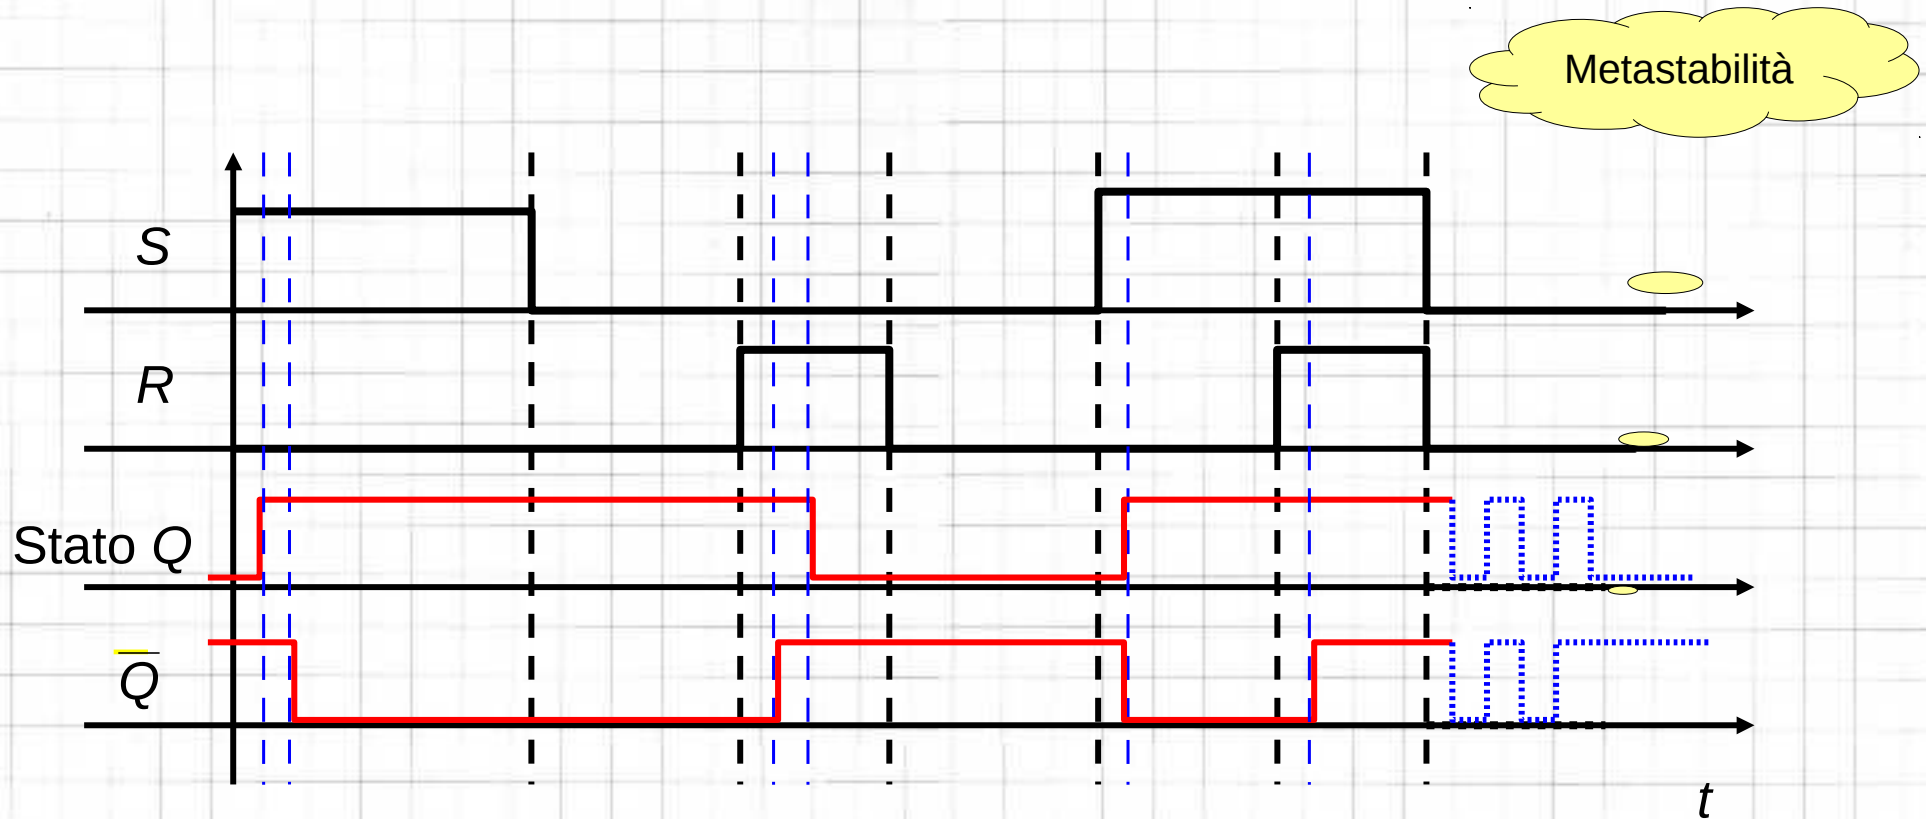 Metastabilità
S
R
Stato Q
Q̅
t